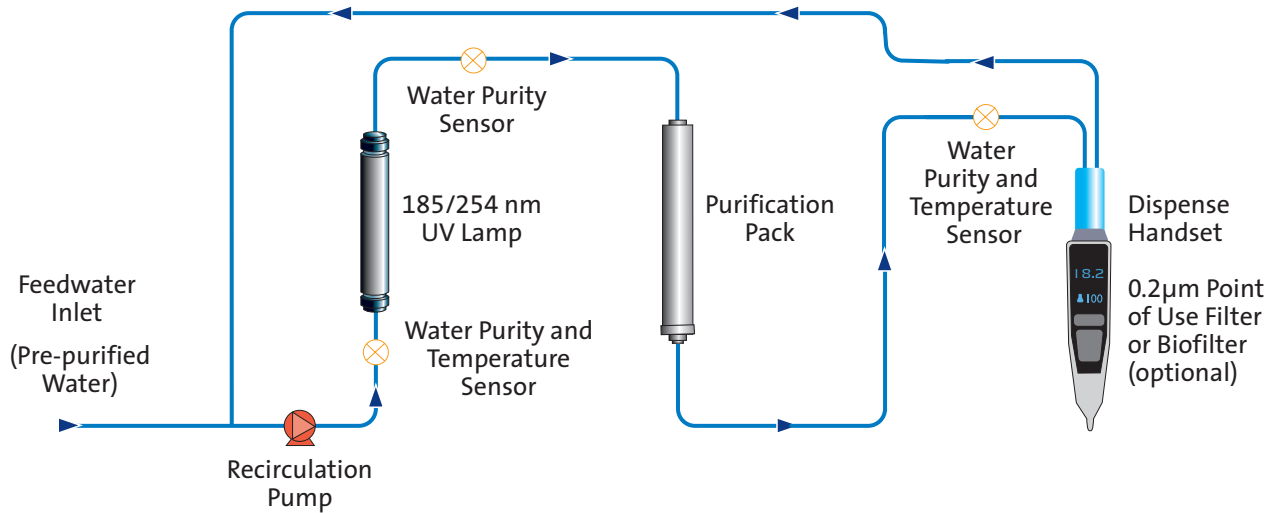 Water Purity
Sensor
185/254 nm
UV Lamp
Purification
Pack
Water
Purity and
Temperature
Sensor
Dispense
Handset
18.2
100
0.2µm Point
of Use Filter
or Biofilter
(optional)
Feedwater
Inlet
(Pre-purified
Water)
Water Purity and
Temperature
Sensor
Recirculation
Pump